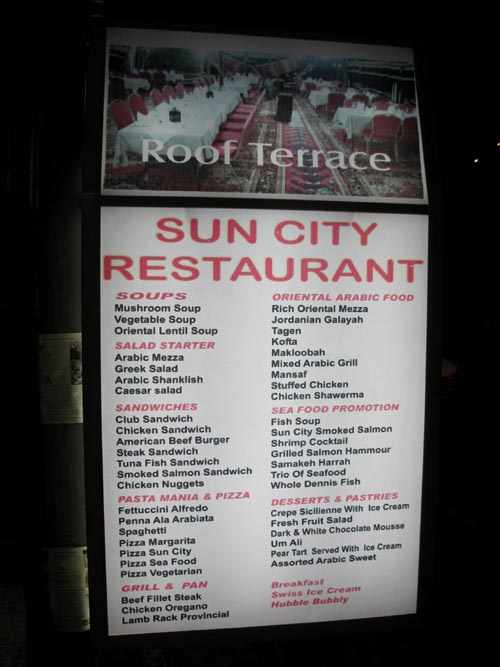 Roof Terrace
SUN CITY
RESTAURANT
SOUPS
Mushroom Soup
Vegetable Soup
Oriental Lentil Soup
SALAD STARTER
Arabic Mezza
Greek Salad
Arabic Shanklish
Caesar salad
SANDWICHES
Club Sandwich
Chicken Sandwich
American Beef Burger
Steak Sandwich
Tuna Fish Sandwich
Smoked Salmon Sandwich
Chicken Nuggets
PASTA MANIA & PIZZA
Fettuccini Alfredo
Penna Ala Arabiata
Spaghetti
Pizza Margarita
Pizza Sun City
Pizza Sea Food
Pizza Vegetarian
GRILL & PAN
Beef Fillet Steak
Chicken Oregano
Lamb Rack Provincial
ORIENTAL ARABIC FOOD
Rich Oriental Mezza
Jordanian Galayah
Tagen
Kofta
Makloobah
Mixed Arabic Grill
Mansaf
Stuffed Chicken
Chicken Shawerma
SEA FOOD PROMOTION
Fish Soup
Sun City Smoked Salmon
Shrimp Cocktail
Grilled Salmon Hammour
Samakeh Harrah
Trio Of Seafood
Whole Dennis Fish
DESSERTS & PASTRIES
Crepe Sicilienne With Ice Cream
Fresh Fruit Salad
Dark & White Chocolate Mousse
Um Ali
Pear Tart Served With Ice Cream
Assorted Arabic Sweet
Breakfast
Swiss Ice Cream
Hubble Bubbly